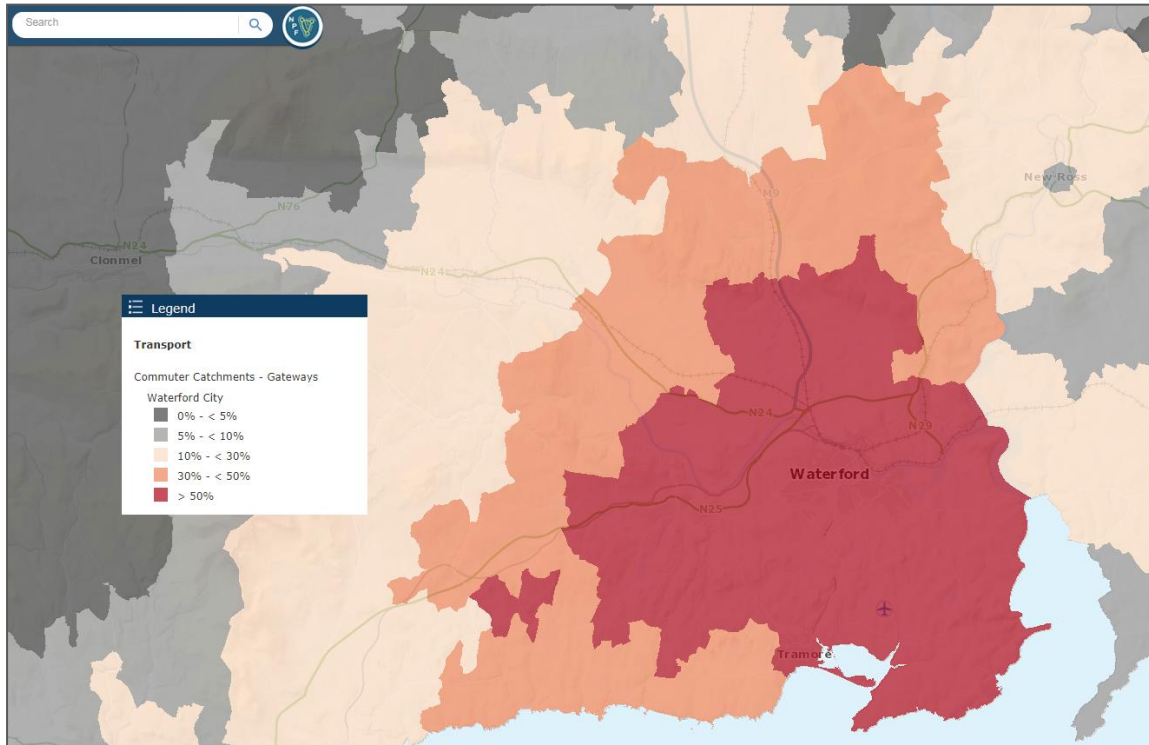 Search
N
P
F
M9
New Ross
N76
N24
Clonmel
N24
Legend
Transport
Commuter Catchments - Gateways
Waterford City
0% - < 5%
5% - < 10%
10% - < 30%
30% - < 50%
> 50%
N24
N29
Waterford
N25
Tramore